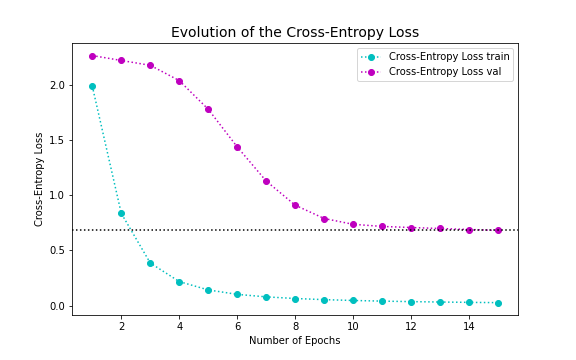 Evolution of the Cross-Entropy Loss
Cross-Entropy Loss train
Cross-Entropy Loss val
Cross-Entropy Loss
2.0
1.5
1.0
0.5
0.0
2 4 6 8 10 12 14
Number of Epochs